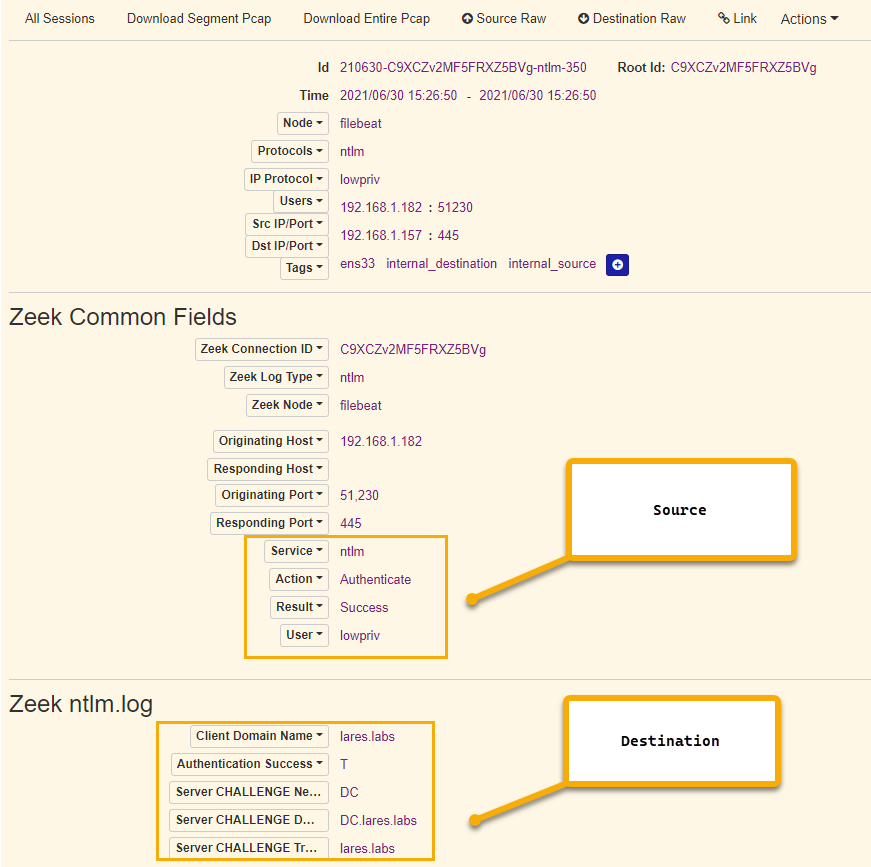 All Sessions Download Segment Pcap Download Entire Pcap Source Raw Destination Raw Link Actions
Id 210630-C9XCZv2MF5FRXZ5BVg-ntlm-350 Root Id: C9XCZv2MF5FRXZ5BVg
Time 2021/06/30 15:26:50 - 2021/06/30 15:26:50
Node filebeat
Protocols ntlm
IP Protocol lowpriv
Users 192.168.1.182 : 51230
Src IP/Port 192.168.1.157 : 445
Dst IP/Port
Tags ens33 internal_destination internal_source
Zeek Common Fields
Zeek Connection ID C9XCZv2MF5FRXZ5BVg
Zeek Log Type ntlm
Zeek Node filebeat
Originating Host 192.168.1.182
Responding Host
Originating Port 51,230
Responding Port 445
Service ntlm
Action Authenticate
Result Success
User lowpriv
Source
Zeek ntlm.log
Client Domain Name lares.labs
Authentication Success T
Server CHALLENGE Ne... DC
Server CHALLENGE D... DC.lares.labs
Server CHALLENGE Tr... lares.labs
Destination